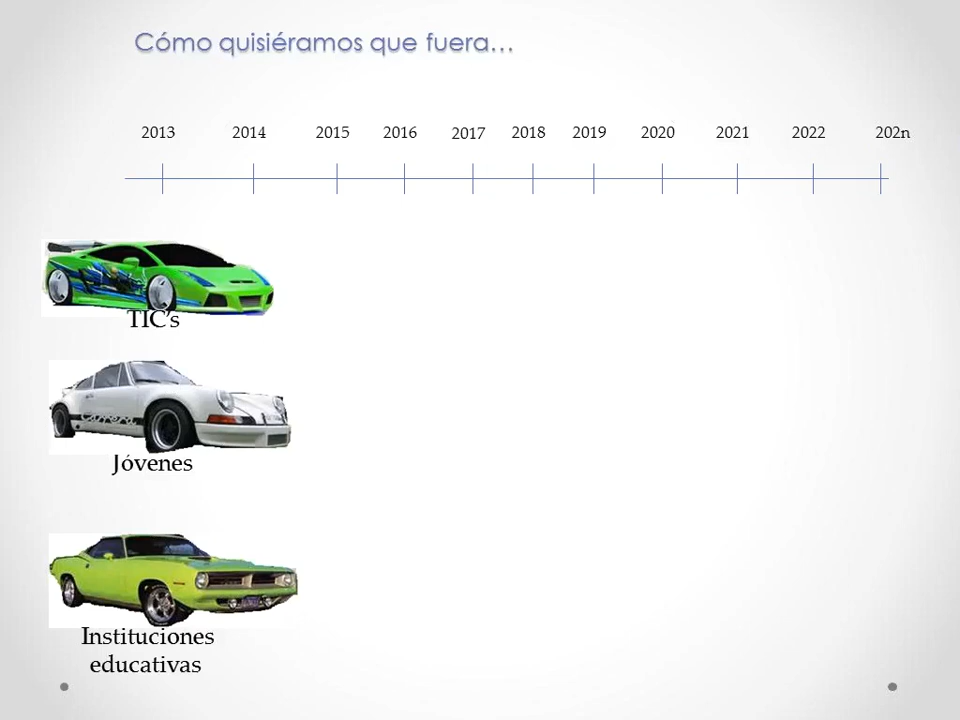 Cómo quisiéramos que fuera…
2013 2014 2015 2016 2017 2018 2019 2020 2021 2022 202n
TIC's
Carrera
Jóvenes
Instituciones
educativas